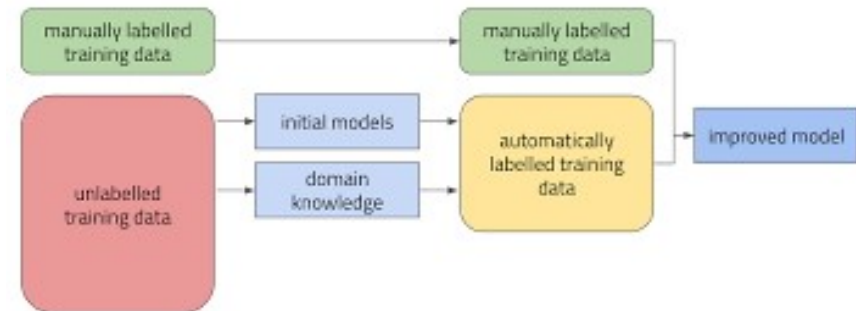 manually labelled
training data
manually labelled
training data
unlabelled
training data
initial models
domain
knowledge
automatically
labelled training
data
improved model